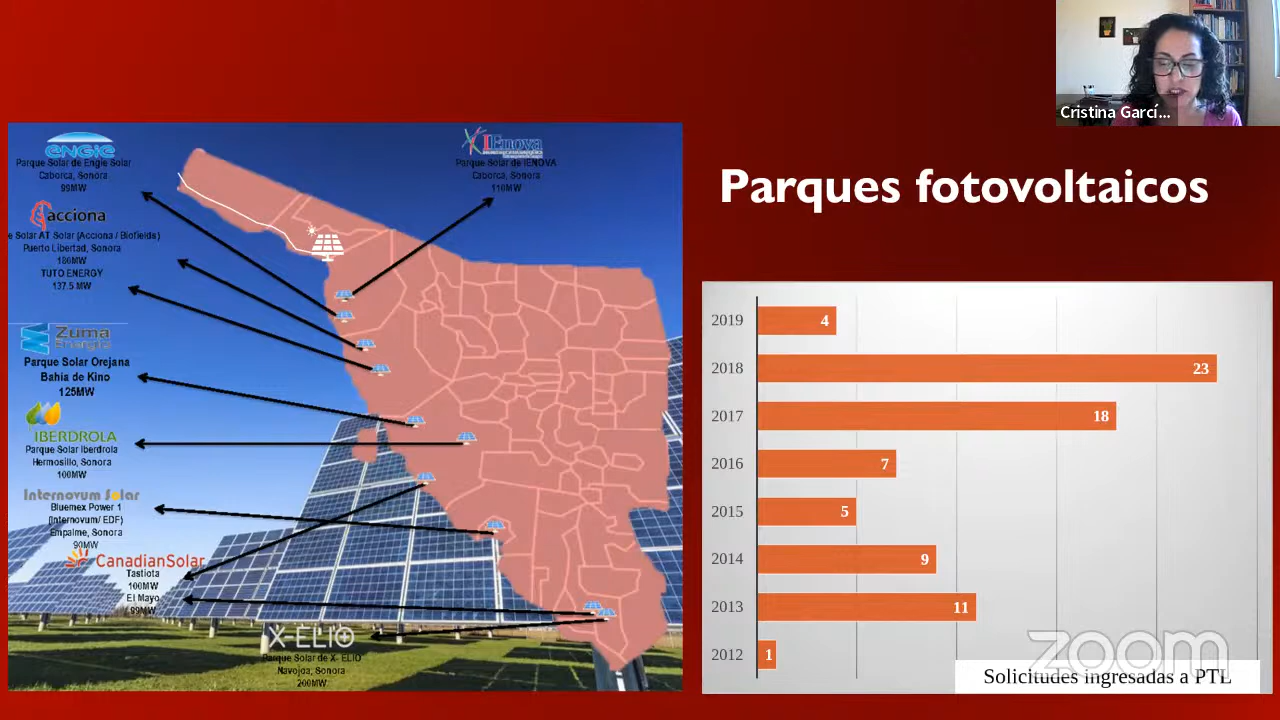 Cristina Garcí...
ENGIE
Parque Solar de Engie Solar
Caborca, Sonora
99MW
IEnova
Parque Solar de IENOVA
Caborca, Sonora
110MW
acciona
e Solar AT Solar (Acciona / Biofields)
Puerto Libertad, Sonora
180MW
TUTO ENERGY
137.5 MW
Zuma
Energía
Parque Solar Orejana
Bahia de Kino
125MW
IBERDROLA
Parque Solar Iberdrola
Hermosillo, Sonora
100MW
Internovum Solar
Bluemex Power 1
(Internovum/ EDF)
Empalme, Sonora
90MW
CanadianSolar
Tastiota
100MW
El Mayo
99MW
X-ELIO
Parque Solar de X- ELIO
Navojoa, Sonora
200MW
Parques fotovoltaicos
2019 4
2018 23
2017 18
2016 7
2015 5
2014 9
2013 11
2012 1
zoom
Solicitudes ingresadas a PTL